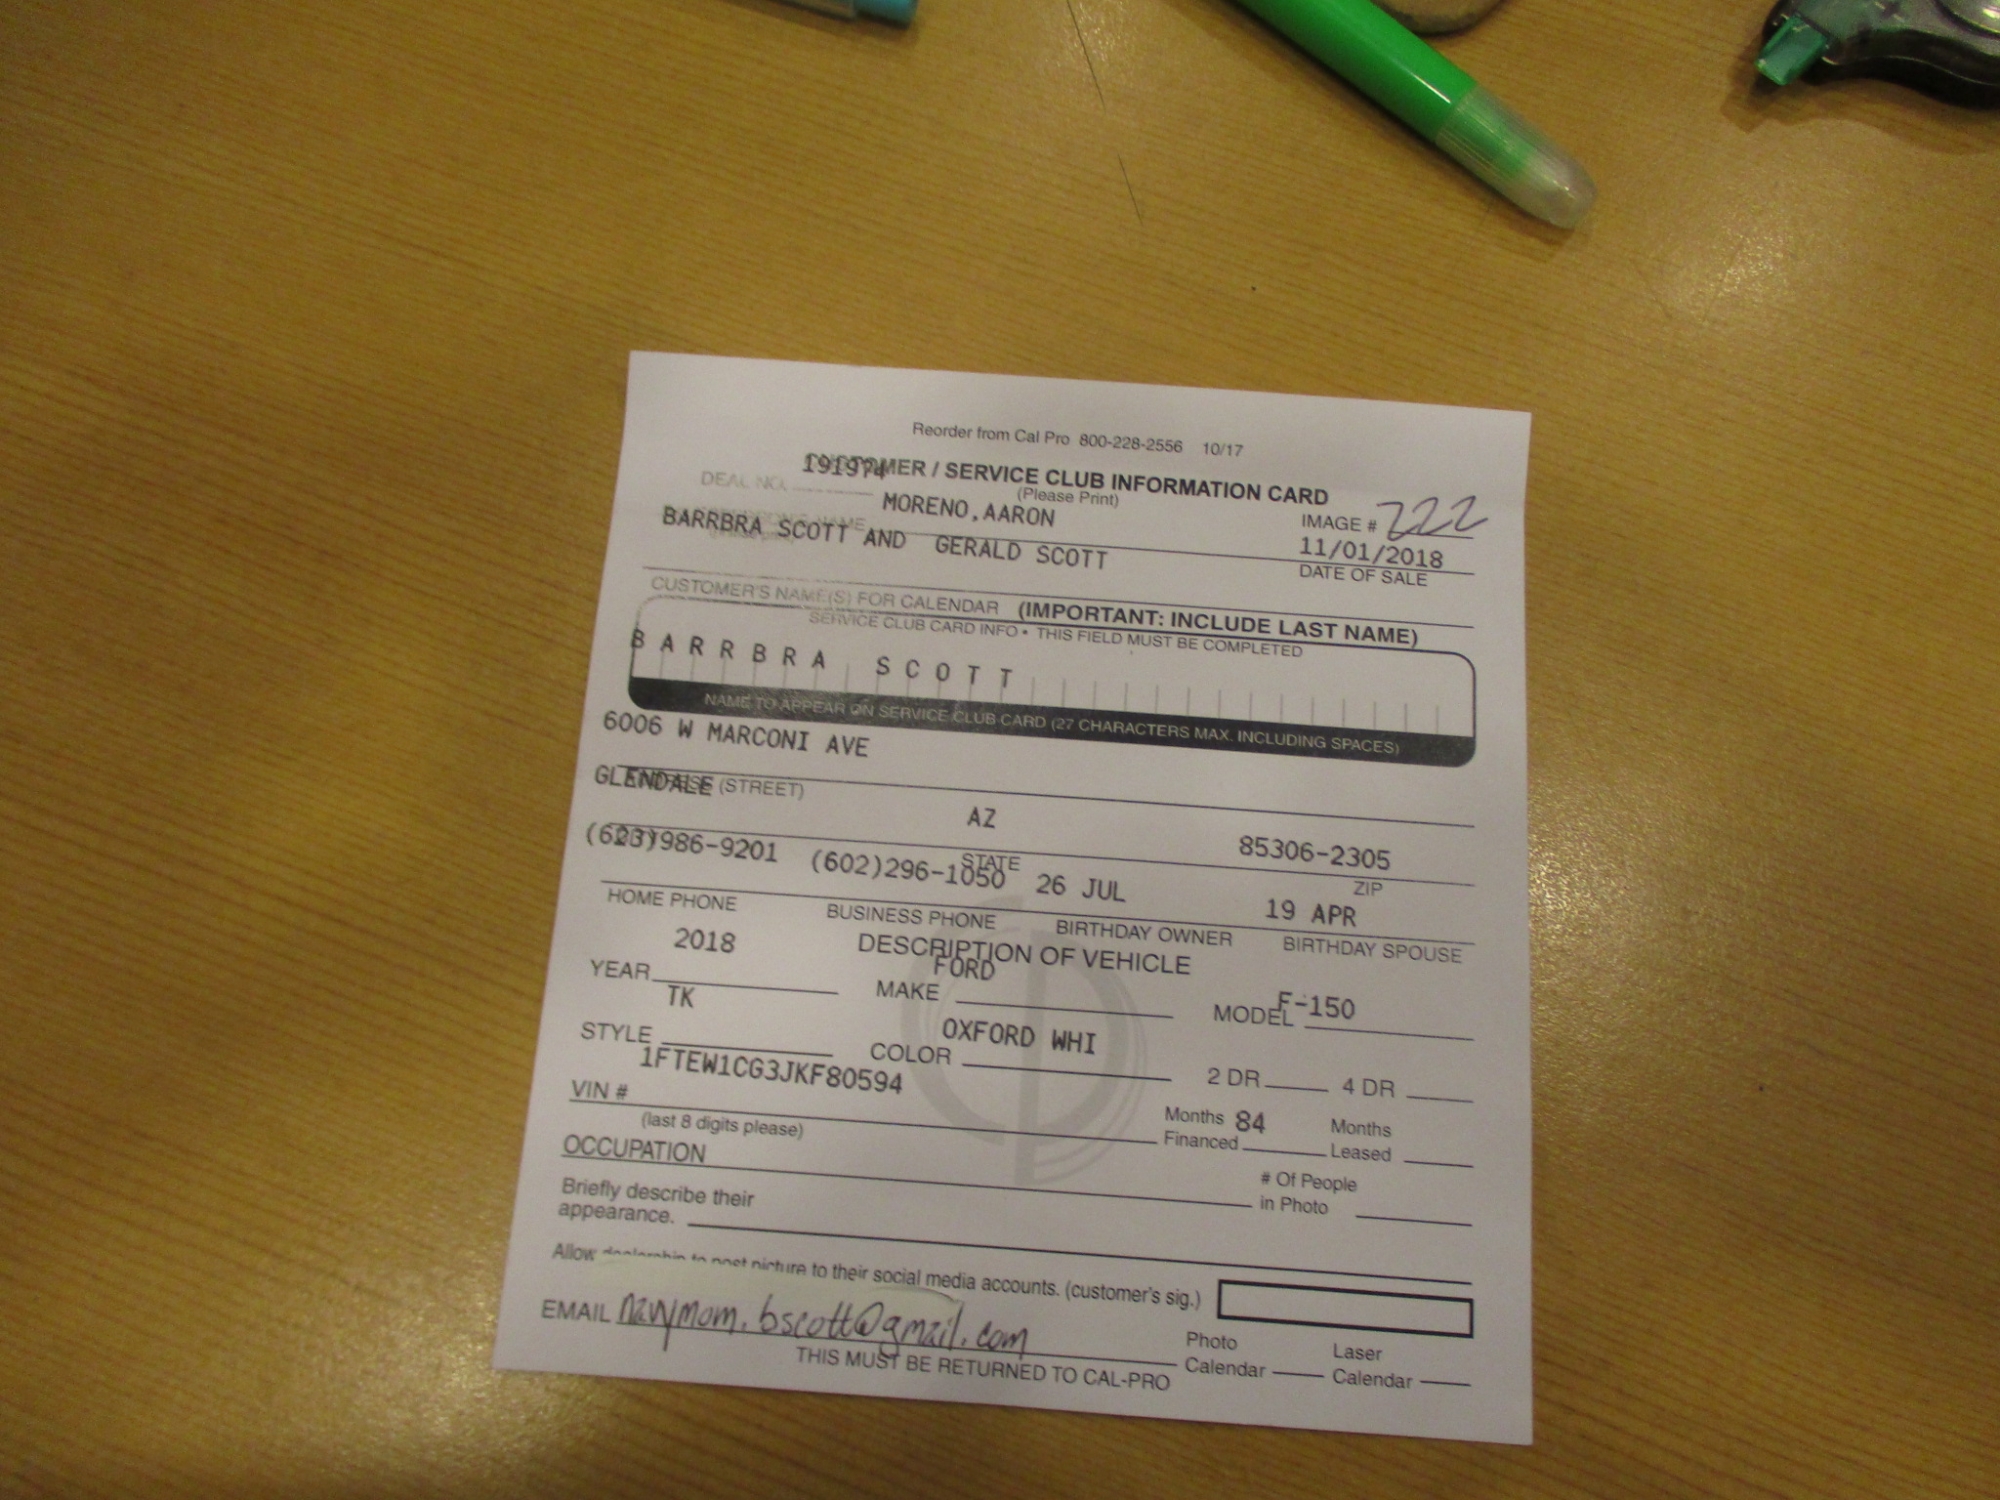 Reorder from Cal Pro 800-228-2556 10/17
191974
CUSTOMER / SERVICE CLUB INFORMATION CARD
(Please Print)
DEAL NO.
MORENO,AARON
IMAGE # 222
BARRBRA SCOTT AND GERALD SCOTT
11/01/2018
DATE OF SALE
CUSTOMER'S NAME(S) FOR CALENDAR (IMPORTANT: INCLUDE LAST NAME)
SERVICE CLUB CARD INFO • THIS FIELD MUST BE COMPLETED
BARRBRA SCOTT
NAME TO APPEAR ON SERVICE CLUB CARD (27 CHARACTERS MAX. INCLUDING SPACES)
6006 W MARCONI AVE
ADDRESS (STREET)
GLENDALE AZ 85306-2305
STATE ZIP
(623)986-9201 (602)296-1050 26 JUL 19 APR
HOME PHONE BUSINESS PHONE BIRTHDAY OWNER BIRTHDAY SPOUSE
DESCRIPTION OF VEHICLE
YEAR 2018 MAKE FORD MODEL F-150
STYLE TK COLOR OXFORD WHI 2 DR 4 DR
VIN # 1FTEW1CG3JKF80594
(last 8 digits please)
Months Financed 84 Months Leased
OCCUPATION
# Of People in Photo
Briefly describe their
appearance.
Allow dealership to post picture to their social media accounts. (customer's sig.)
EMAIL navymom.bscott@gmail.com
Photo Calendar Laser Calendar
THIS MUST BE RETURNED TO CAL-PRO